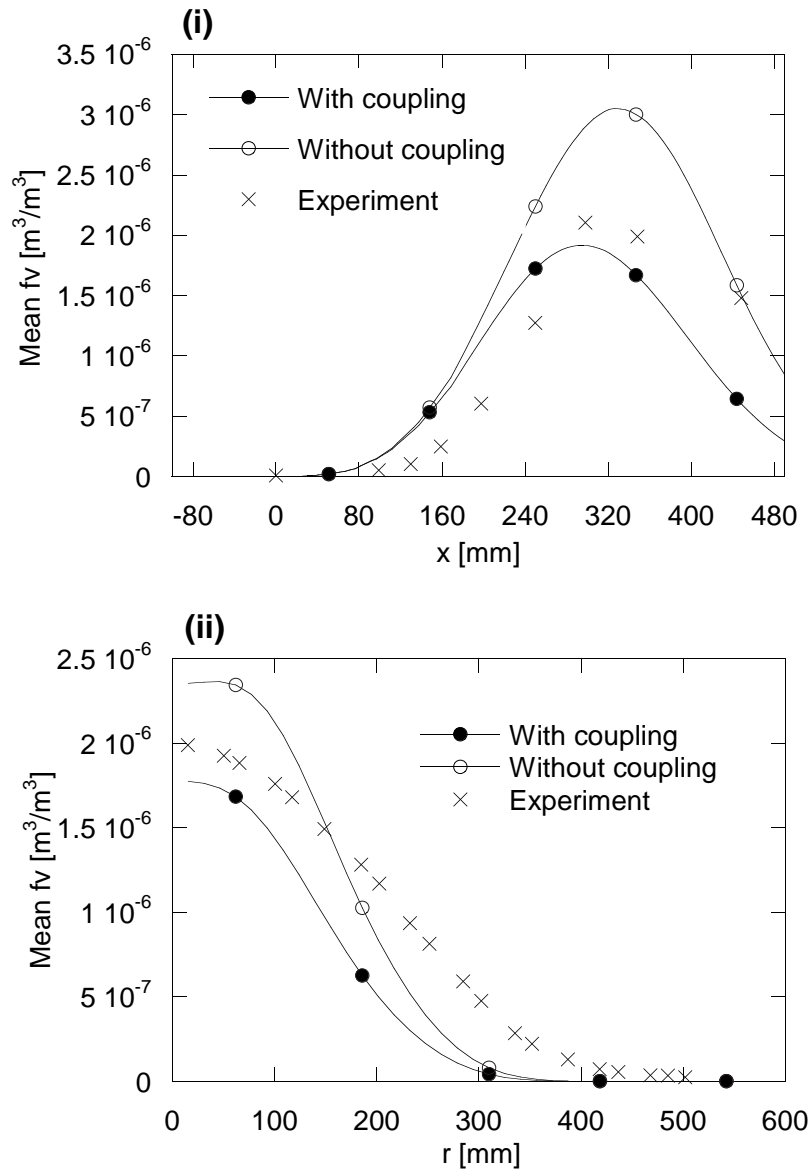 (i)
3.5 10⁻⁶
3 10⁻⁶
2.5 10⁻⁶
2 10⁻⁶
1.5 10⁻⁶
1 10⁻⁶
5 10⁻⁷
0
Mean fv [m³/m³]
With coupling
Without coupling
Experiment
-80 0 80 160 240 320 400 480
x [mm]
(ii)
2.5 10⁻⁶
2 10⁻⁶
1.5 10⁻⁶
1 10⁻⁶
5 10⁻⁷
0
Mean fv [m³/m³]
With coupling
Without coupling
Experiment
0 100 200 300 400 500 600
r [mm]